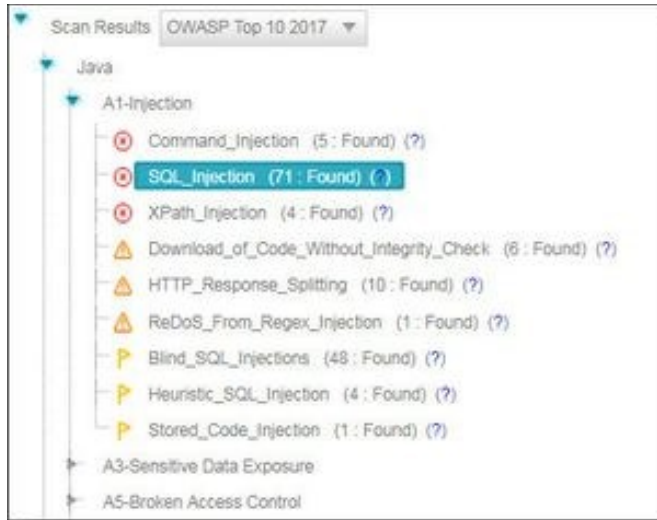 Scan Results OWASP Top 10 2017
Java
A1-Injection
Command_Injection (5 : Found) (?)
SQL_Injection (71 : Found) (?)
XPath_Injection (4 : Found) (?)
Download_of_Code_Without_Integrity_Check (6 : Found) (?)
HTTP_Response_Splitting (10 : Found) (?)
ReDoS_From_Regex_Injection (1 : Found) (?)
Blind_SQL_Injections (48 : Found) (?)
Heuristic_SQL_Injection (4 : Found) (?)
Stored_Code_Injection (1 : Found) (?)
A3-Sensitive Data Exposure
A5-Broken Access Control